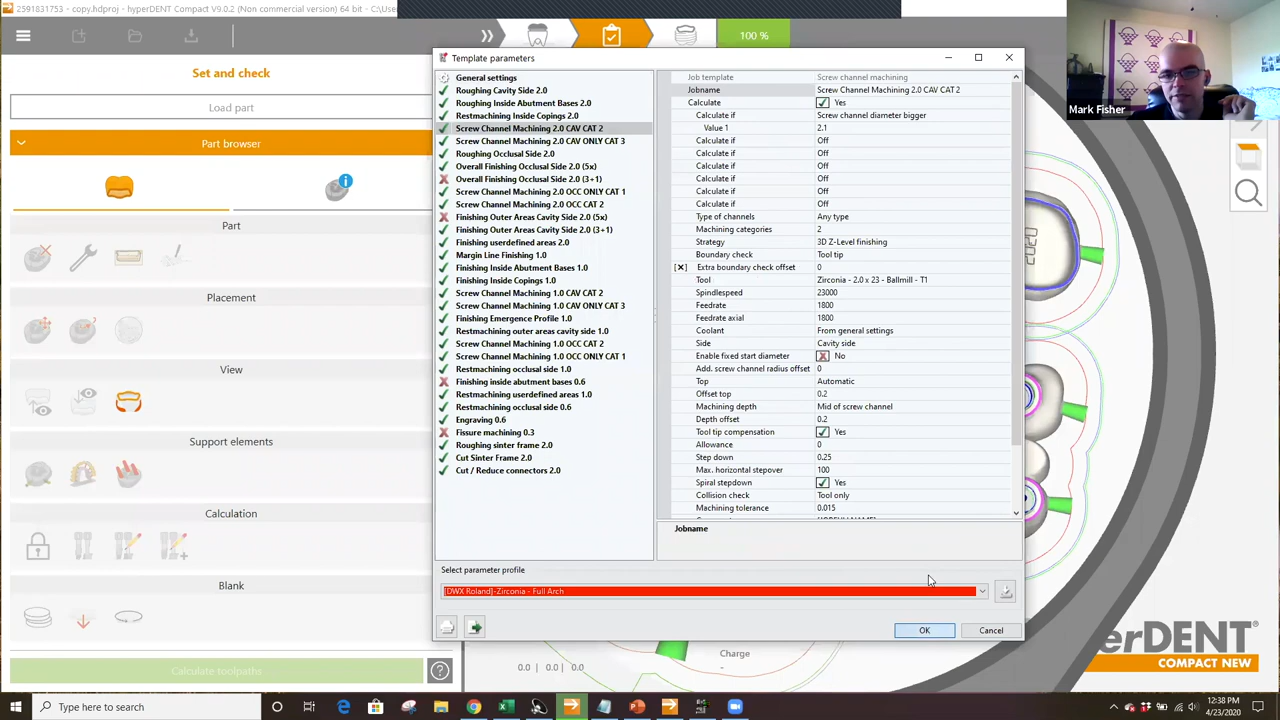 2591831753 - copy.hdproj - hyperDENT Compact V9.0.2 (Non commercial version) 64 bit - C:\Us
100 %
Mark Fisher
Set and check
Load part
Part browser
Part
Placement
View
Support elements
Calculation
Blank
Calculate toolpaths
Template parameters
General settings
Roughing Cavity Side 2.0
Roughing Inside Abutment Bases 2.0
Restmachining Inside Copings 2.0
Screw Channel Machining 2.0 CAV CAT 2
Screw Channel Machining 2.0 CAV ONLY CAT 3
Roughing Occlusal Side 2.0
Overall Finishing Occlusal Side 2.0 (5x)
Overall Finishing Occlusal Side 2.0 (3+1)
Screw Channel Machining 2.0 OCC ONLY CAT 1
Screw Channel Machining 2.0 OCC CAT 2
Finishing Outer Areas Cavity Side 2.0 (5x)
Finishing Outer Areas Cavity Side 2.0 (3+1)
Finishing userdefined areas 2.0
Margin Line Finishing 1.0
Finishing Inside Abutment Bases 1.0
Finishing Inside Copings 1.0
Screw Channel Machining 1.0 CAV CAT 2
Screw Channel Machining 1.0 CAV ONLY CAT 3
Finishing Emergence Profile 1.0
Restmachining outer areas cavity side 1.0
Screw Channel Machining 1.0 OCC CAT 2
Screw Channel Machining 1.0 OCC ONLY CAT 1
Restmachining occlusal side 1.0
Finishing inside abutment bases 0.6
Restmachining userdefined areas 1.0
Restmachining occlusal side 0.6
Engraving 0.6
Fissure machining 0.3
Roughing sinter frame 2.0
Cut Sinter Frame 2.0
Cut / Reduce connectors 2.0
Job template Screw channel machining
Jobname Screw Channel Machining 2.0 CAV CAT 2
Calculate Yes
Calculate if Screw channel diameter bigger
Value 1 2.1
Calculate if Off
Calculate if Off
Calculate if Off
Calculate if Off
Calculate if Off
Calculate if Off
Type of channels Any type
Machining categories 2
Strategy 3D Z-Level finishing
Boundary check Tool tip
[X] Extra boundary check offset 0
Tool Zirconia - 2.0 x 23 - Ballmill - T1
Spindlespeed 23000
Feedrate 1800
Feedrate axial 1800
Coolant From general settings
Side Cavity side
Enable fixed start diameter No
Add. screw channel radius offset 0
Top Automatic
Offset top 0.2
Machining depth Mid of screw channel
Depth offset 0.2
Tool tip compensation Yes
Allowance 0
Step down 0.25
Max. horizontal stepover 100
Spiral stepdown Yes
Collision check Tool only
Machining tolerance 0.015
Jobname
Select parameter profile
[DWX Roland]-Zirconia - Full Arch
OK Cancel
0.0 | 0.0 | 0.0
Charge
-
erDENT®
COMPACT NEW
Type here to search
12:38 PM
4/23/2020